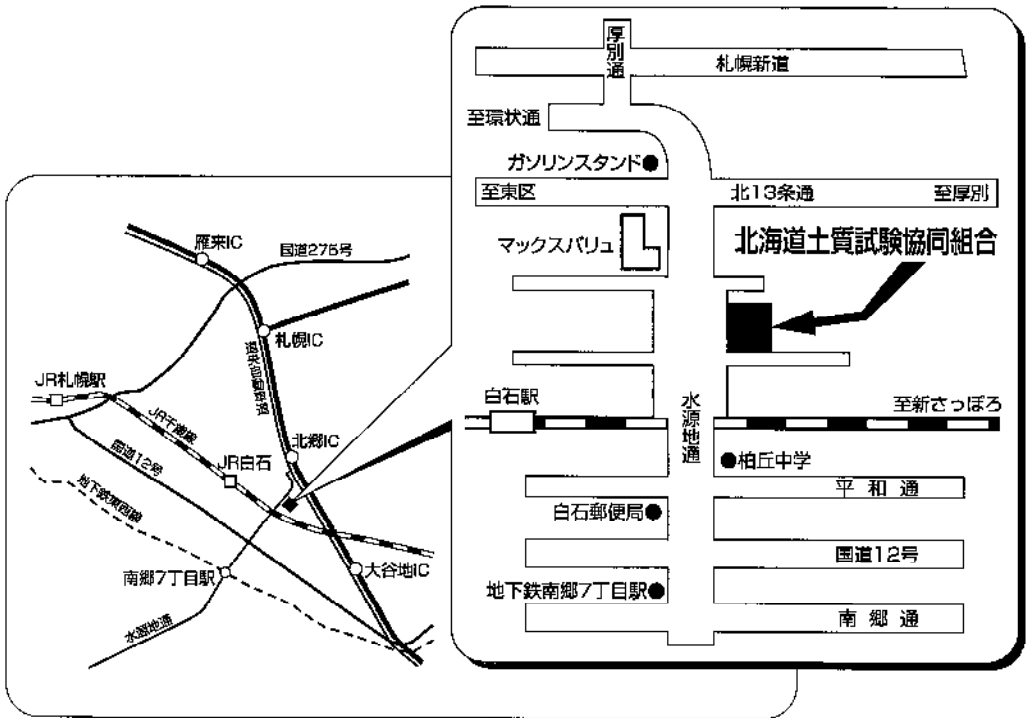 厚別通
札幌新道
至環状通
ガソリンスタンド
至東区
北13条通
至厚別
マックスバリュ
北海道土質試験協同組合
白石駅
水源地通
至新さっぽろ
柏丘中学
平和通
白石郵便局
国道12号
地下鉄南郷7丁目駅
南郷通
雁来IC
国道275号
札幌IC
道央自動車道
JR札幌駅
JR千歳線
北郷IC
国道12号
JR白石
地下鉄東西線
南郷7丁目駅
大谷地IC
水源地通